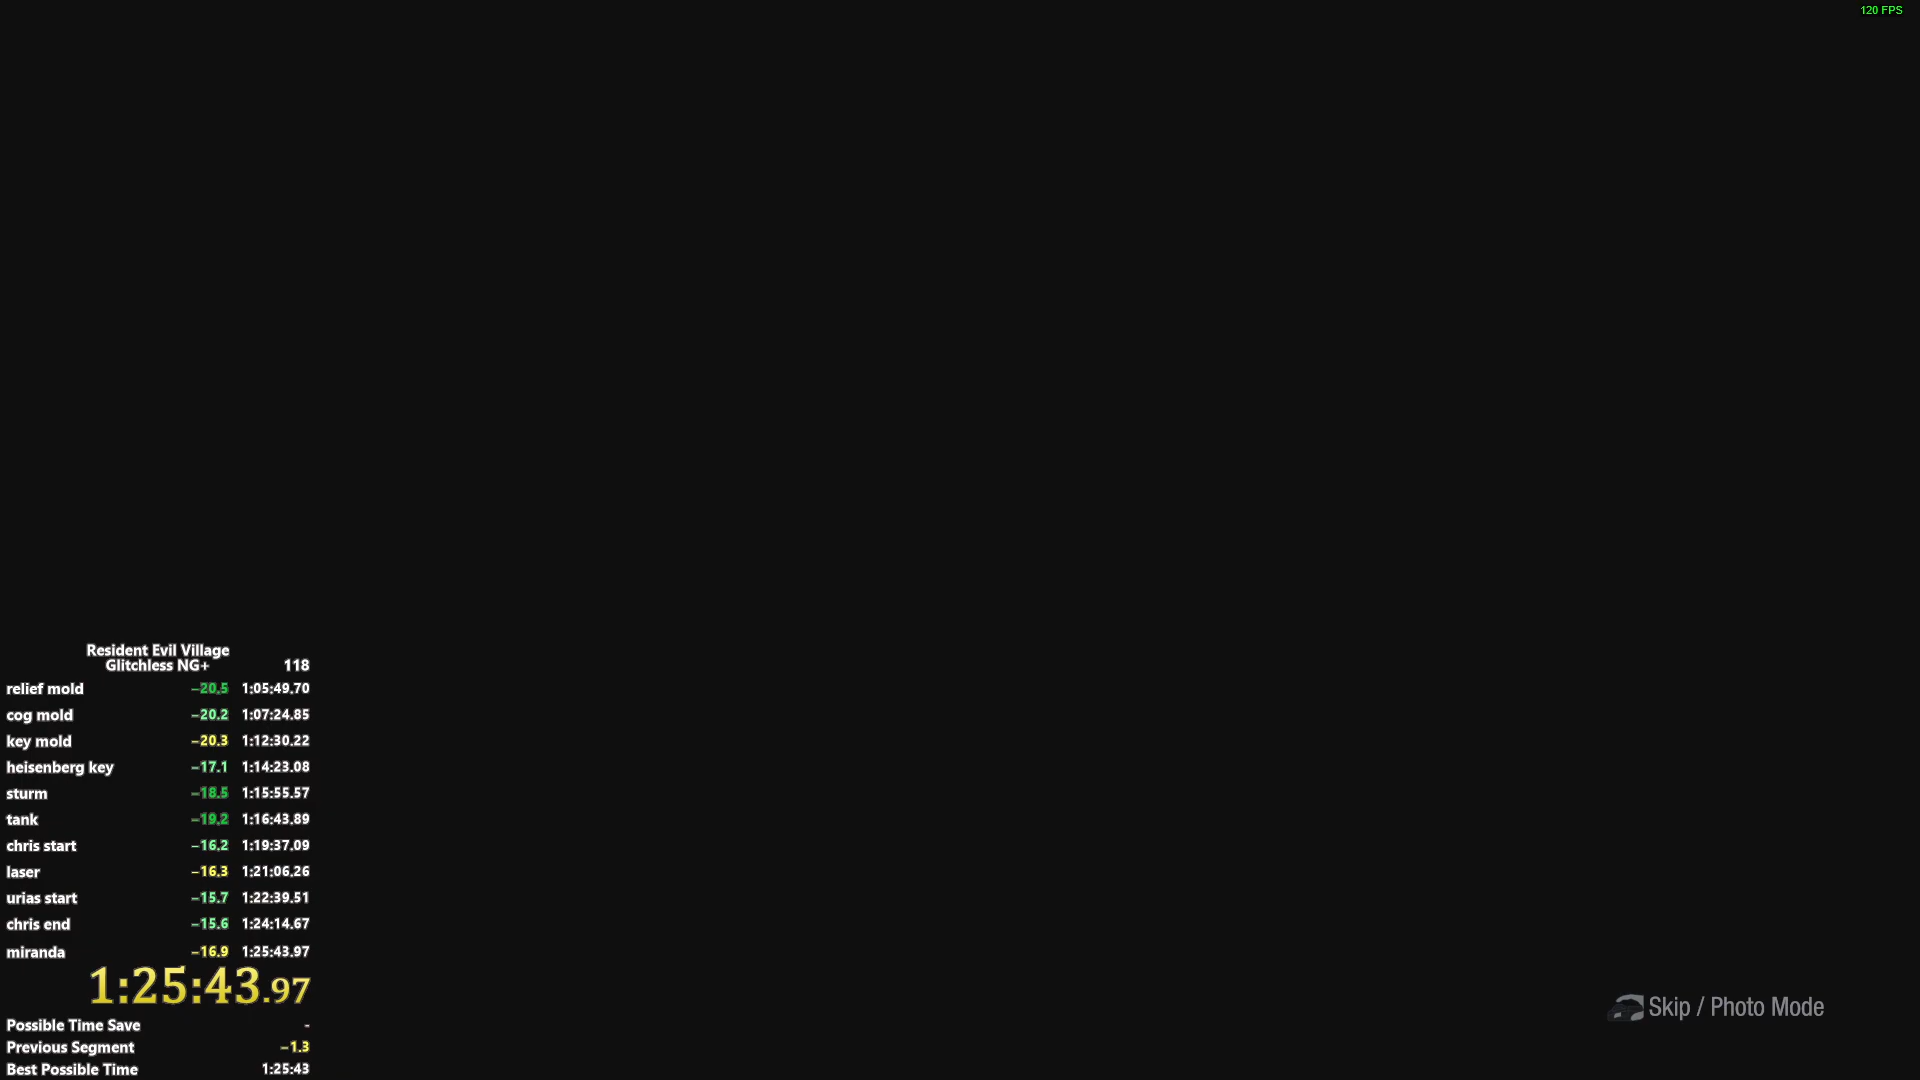 120 FPS
Resident Evil Village
Glitchless NG+ 118
relief mold −20.5 1:05:49.70
cog mold −20.2 1:07:24.85
key mold −20.3 1:12:30.22
heisenberg key −17.1 1:14:23.08
sturm −18.5 1:15:55.57
tank −19.2 1:16:43.89
chris start −16.2 1:19:37.09
laser −16.3 1:21:06.26
urias start −15.7 1:22:39.51
chris end −15.6 1:24:14.67
miranda −16.9 1:25:43.97
1:25:43.97
Skip / Photo Mode
Possible Time Save -
Previous Segment −1.3
Best Possible Time 1:25:43